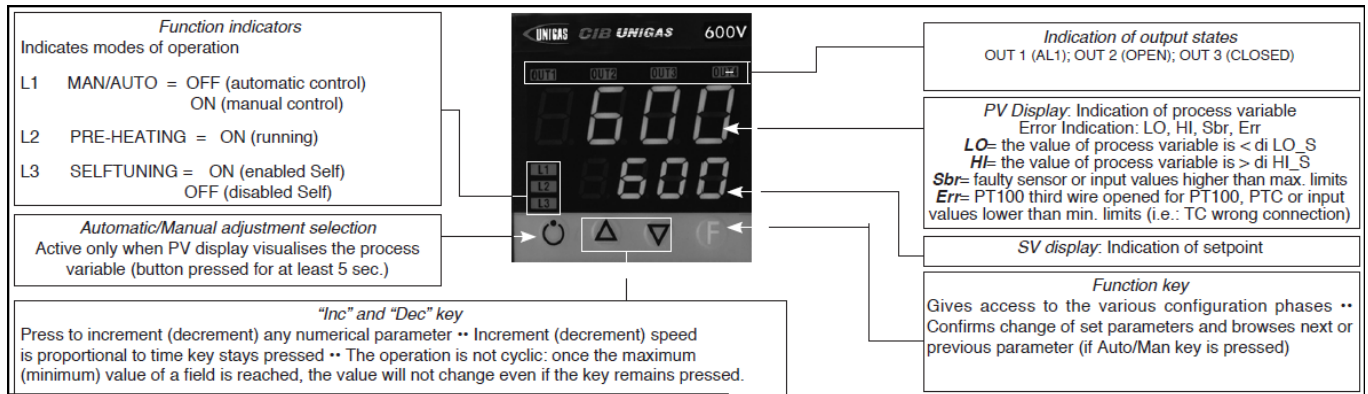 Function indicators
Indicates modes of operation
L1 MAN/AUTO = OFF (automatic control)
ON (manual control)
L2 PRE-HEATING = ON (running)
L3 SELFTUNING = ON (enabled Self)
OFF (disabled Self)
Automatic/Manual adjustment selection
Active only when PV display visualises the process
variable (button pressed for at least 5 sec.)
"Inc" and "Dec" key
Press to increment (decrement) any numerical parameter •• Increment (decrement) speed
is proportional to time key stays pressed •• The operation is not cyclic: once the maximum
(minimum) value of a field is reached, the value will not change even if the key remains pressed.
UNIGAS CIB UNIGAS 600V
OUT1 OUT2 OUT3
600
600
L1
L2
L3
F
Indication of output states
OUT 1 (AL1); OUT 2 (OPEN); OUT 3 (CLOSED)
PV Display: Indication of process variable
Error Indication: LO, HI, Sbr, Err
LO= the value of process variable is < di LO_S
HI= the value of process variable is > di HI_S
Sbr= faulty sensor or input values higher than max. limits
Err= PT100 third wire opened for PT100, PTC or input
values lower than min. limits (i.e.: TC wrong connection)
SV display: Indication of setpoint
Function key
Gives access to the various configuration phases ••
Confirms change of set parameters and browses next or
previous parameter (if Auto/Man key is pressed)